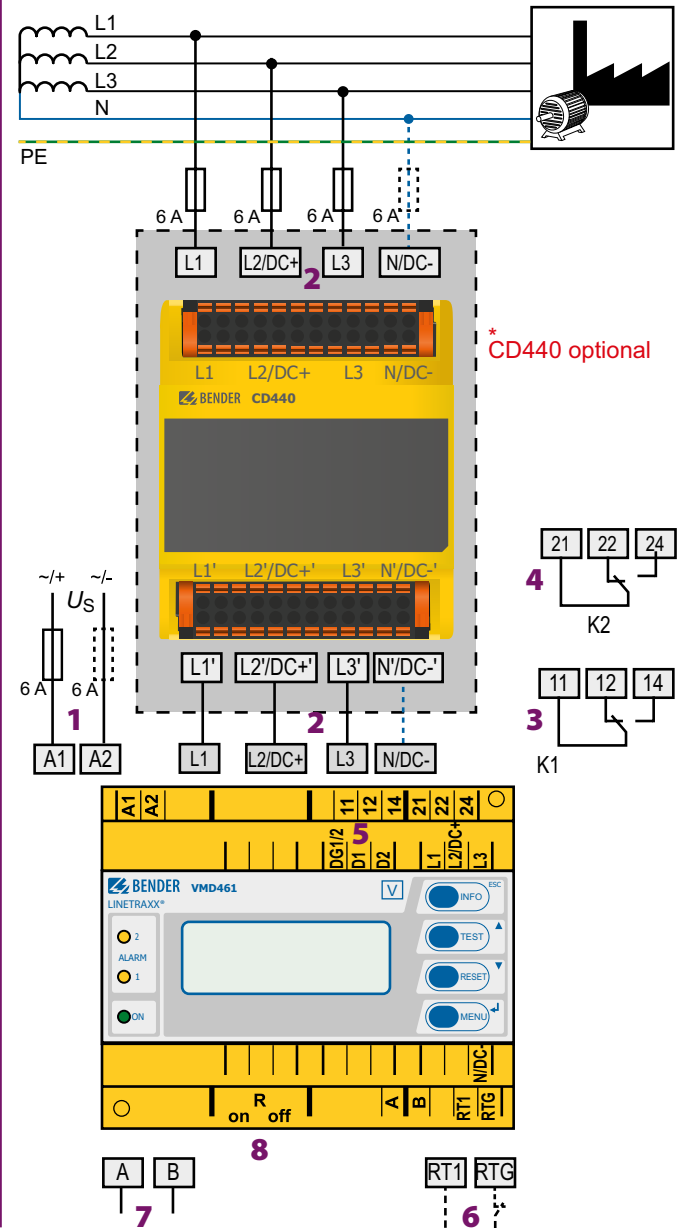 L1
L2
L3
N
PE
6 A 6 A 6 A 6 A
L1 L2/DC+ L3 N/DC-
2
*
CD440 optional
L1 L2/DC+ L3 N/DC-
BENDER CD440
21 22 24
4
K2
L1' L2'/DC+' L3' N'/DC-'
~/+ ~/-
US
L1' L2'/DC+' L3' N'/DC-'
11 12 14
3
K1
6 A 6 A
1
2
A1 A2 L1 L2/DC+ L3 N/DC-
A1 A2 11 12 14 21 22 24
5
DG1/2 D1 D2 L1 L2/DC+ L3
BENDER VMD461 V INFO ESC
LINETRAXX®
2
ALARM
1
ON
TEST
RESET
MENU
N/DC-
R
on off
A B RT1 RTG
8
A B
7
RT1 RTG
6